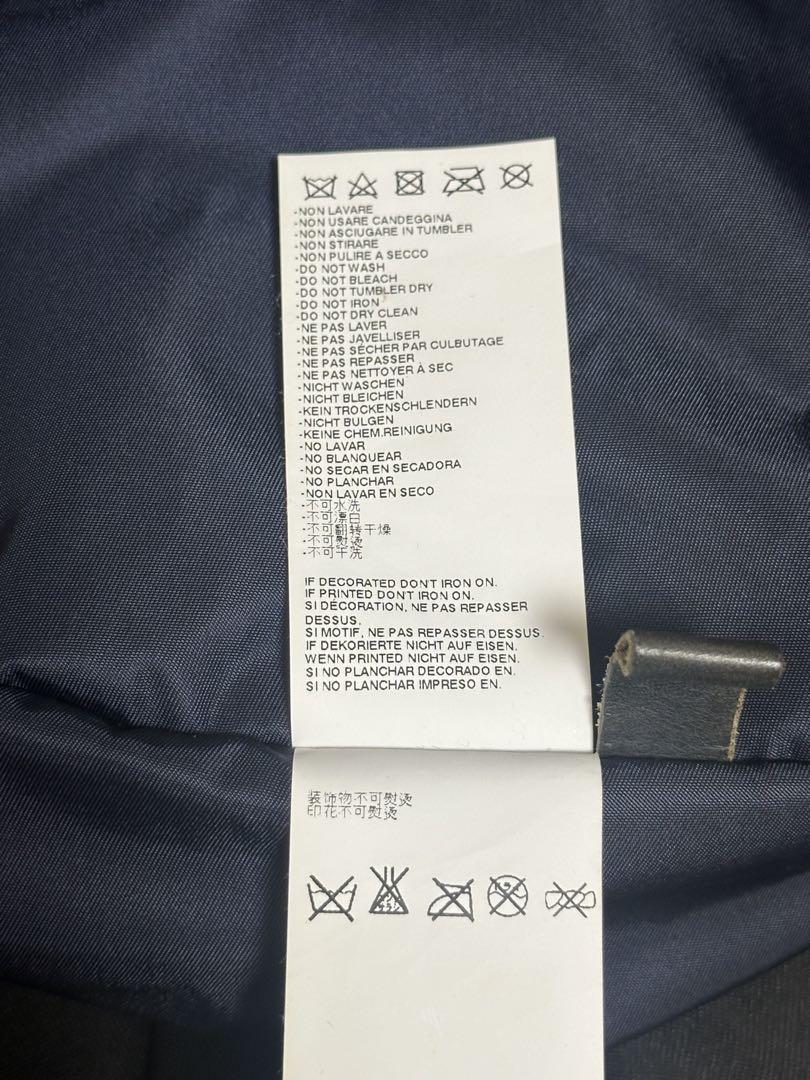 -NON LAVARE
-NON USARE CANDEGGINA
-NON ASCIUGARE IN TUMBLER
-NON STIRARE
-NON PULIRE A SECCO
-DO NOT WASH
-DO NOT BLEACH
-DO NOT TUMBLER DRY
-DO NOT IRON
-DO NOT DRY CLEAN
-NE PAS LAVER
-NE PAS JAVELLISER
-NE PAS SÉCHER PAR CULBUTAGE
-NE PAS REPASSER
-NE PAS NETTOYER À SEC
-NICHT WASCHEN
-NICHT BLEICHEN
-KEIN TROCKENSCHLENDERN
-NICHT BULGEN
-KEINE CHEM.REINIGUNG
-NO LAVAR
-NO BLANQUEAR
-NO SECAR EN SECADORA
-NO PLANCHAR
-NON LAVAR EN SECO
-不可水洗
-不可漂白
-不可翻转干燥
-不可熨烫
-不可干洗
IF DECORATED DON'T IRON ON.
IF PRINTED DON'T IRON ON.
SI DÉCORATION, NE PAS REPASSER
DESSUS.
SI MOTIF, NE PAS REPASSER DESSUS.
IF DEKORIERTE NICHT AUF EISEN.
WENN PRINTED NICHT AUF EISEN.
SI NO PLANCHAR DECORADO EN.
SI NO PLANCHAR IMPRESO EN.
装饰物不可熨烫
印花不可熨烫